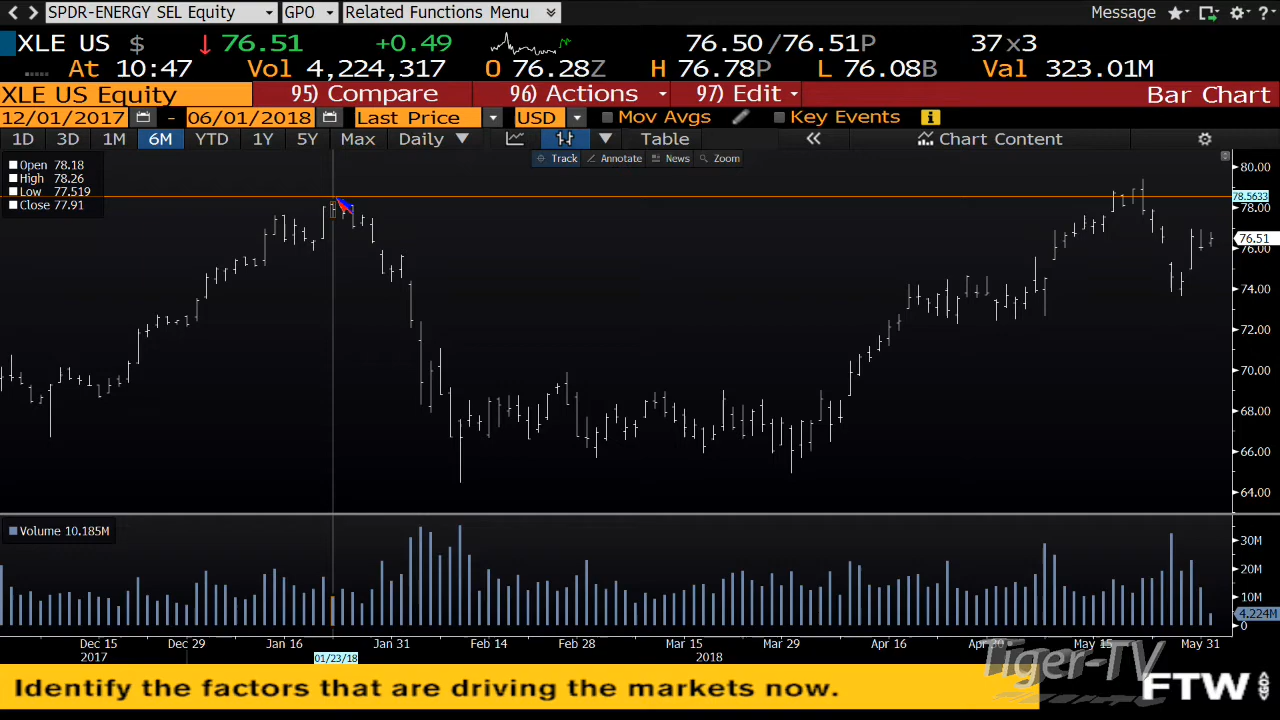 SPDR-ENERGY SEL Equity GPO Related Functions Menu Message
XLE US $ ↓ 76.51 +0.49 76.50 /76.51P 37x3
At 10:47 Vol 4,224,317 O 76.28Z H 76.78P L 76.08B Val 323.01M
XLE US Equity 95) Compare 96) Actions 97) Edit Bar Chart
12/01/2017 - 06/01/2018 Last Price USD Mov Avgs Key Events
1D 3D 1M 6M YTD 1Y 5Y Max Daily Table Chart Content
Track Annotate News Zoom
Open 78.18
High 78.26
Low 77.519
Close 77.91
80.00
78.5633
78.00
76.51
76.00
74.00
72.00
70.00
68.00
66.00
64.00
Volume 10.185M
30M
20M
10M
4.224M
0
Dec 15 Dec 29 Jan 16 Jan 31 Feb 14 Feb 28 Mar 15 Mar 29 Apr 16 Apr 30 May 15 May 31
2017 01/23/18 2018
Tiger-TV
Identify the factors that are driving the markets now.
FTW